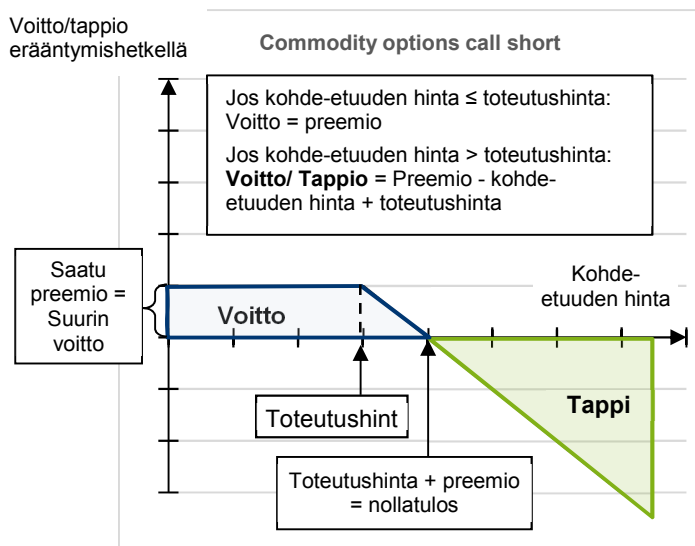 Voitto/tappio
erääntymishetkellä
Commodity options call short
Jos kohde-etuuden hinta ≤ toteutushinta:
Voitto = preemio
Jos kohde-etuuden hinta > toteutushinta:
Voitto/ Tappio = Preemio - kohde-
etuuden hinta + toteutushinta
Saatu
preemio =
Suurin
voitto
Voitto
Kohde-
etuuden hinta
Toteutushint
Tappi
Toteutushinta + preemio
= nollatulos